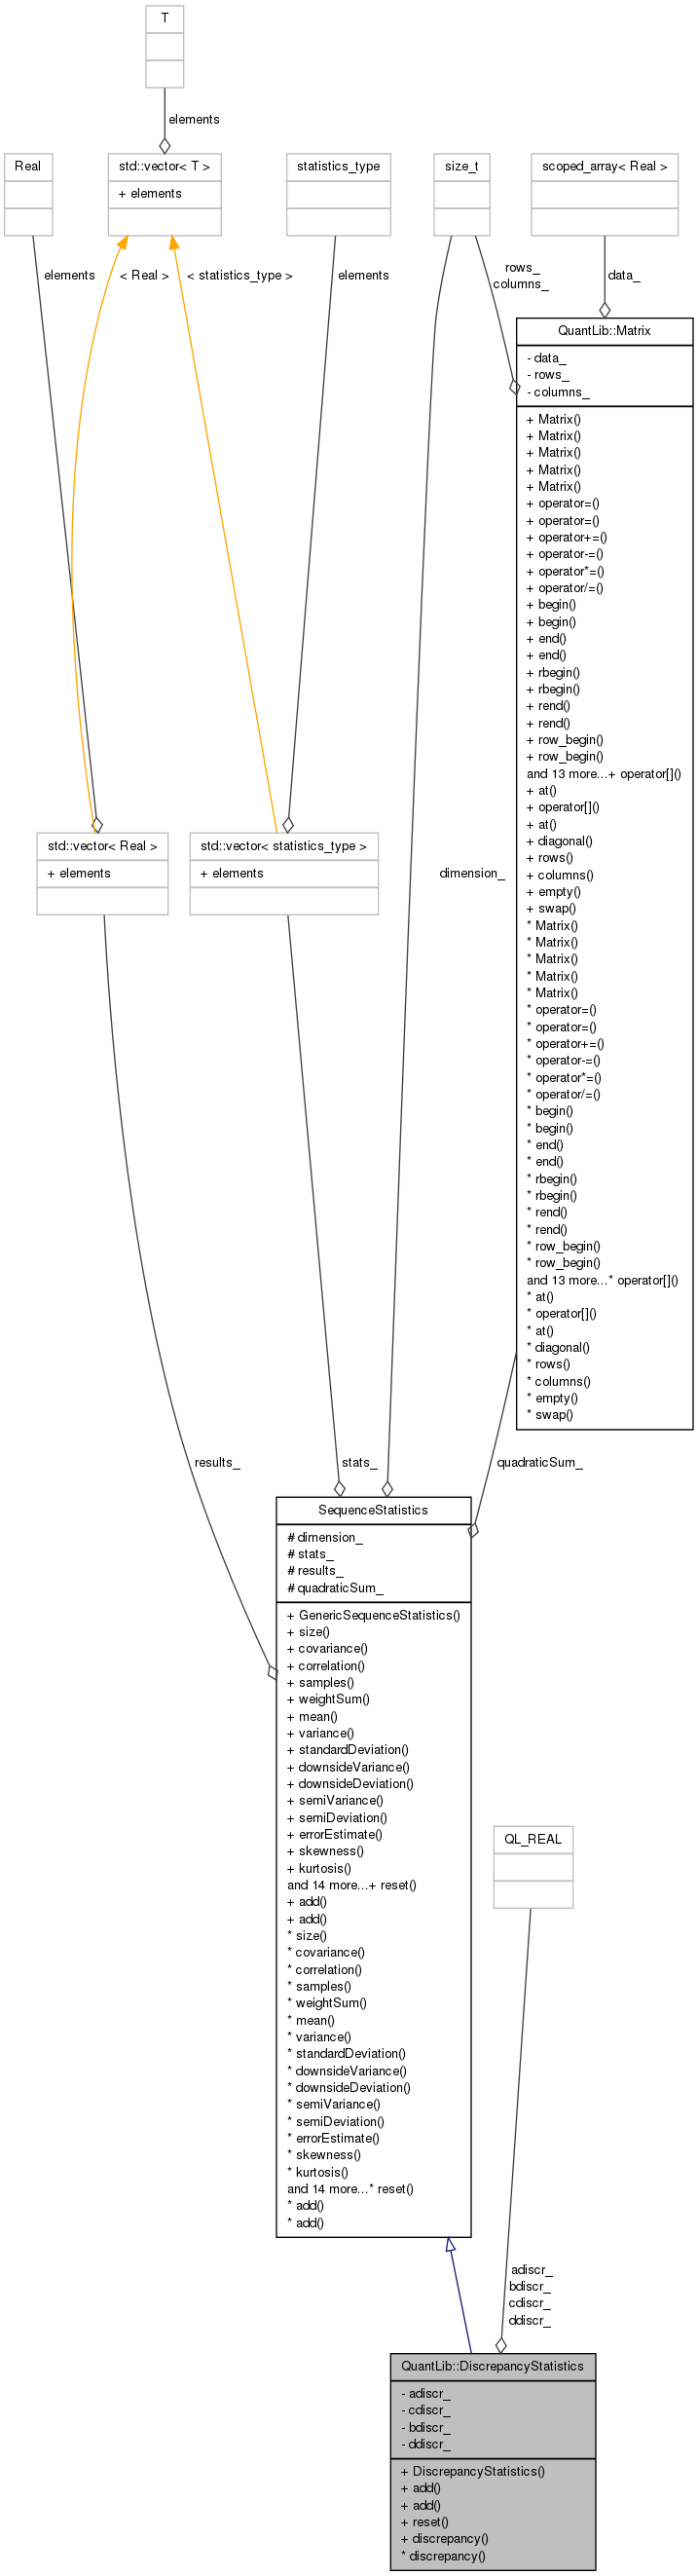 T
elements
Real
std::vector< T >
+ elements
statistics_type
size_t
scoped_array< Real >
elements
< Real >
< statistics_type >
elements
rows_
columns_
data_
QuantLib::Matrix
- data_
- rows_
- columns_
+ Matrix()
+ Matrix()
+ Matrix()
+ Matrix()
+ Matrix()
+ operator=()
+ operator=()
+ operator+=()
+ operator-=()
+ operator*=()
+ operator/=()
+ begin()
+ begin()
+ end()
+ end()
+ rbegin()
+ rbegin()
+ rend()
+ rend()
+ row_begin()
+ row_begin()
and 13 more...+ operator[]()
+ at()
+ operator[]()
+ at()
+ diagonal()
+ rows()
+ columns()
+ empty()
+ swap()
* Matrix()
* Matrix()
* Matrix()
* Matrix()
* Matrix()
* operator=()
* operator=()
* operator+=()
* operator-=()
* operator*=()
* operator/=()
* begin()
* begin()
* end()
* end()
* rbegin()
* rbegin()
* rend()
* rend()
* row_begin()
* row_begin()
and 13 more...* operator[]()
* at()
* operator[]()
* at()
* diagonal()
* rows()
* columns()
* empty()
* swap()
std::vector< Real >
+ elements
std::vector< statistics_type >
+ elements
dimension_
results_
stats_
quadraticSum_
SequenceStatistics
# dimension_
# stats_
# results_
# quadraticSum_
+ GenericSequenceStatistics()
+ size()
+ covariance()
+ correlation()
+ samples()
+ weightSum()
+ mean()
+ variance()
+ standardDeviation()
+ downsideVariance()
+ downsideDeviation()
+ semiVariance()
+ semiDeviation()
+ errorEstimate()
+ skewness()
+ kurtosis()
and 14 more...+ reset()
+ add()
+ add()
* size()
* covariance()
* correlation()
* samples()
* weightSum()
* mean()
* variance()
* standardDeviation()
* downsideVariance()
* downsideDeviation()
* semiVariance()
* semiDeviation()
* errorEstimate()
* skewness()
* kurtosis()
and 14 more...* reset()
* add()
* add()
QL_REAL
adiscr_
bdiscr_
cdiscr_
ddiscr_
QuantLib::DiscrepancyStatistics
- adiscr_
- cdiscr_
- bdiscr_
- ddiscr_
+ DiscrepancyStatistics()
+ add()
+ add()
+ reset()
+ discrepancy()
* discrepancy()